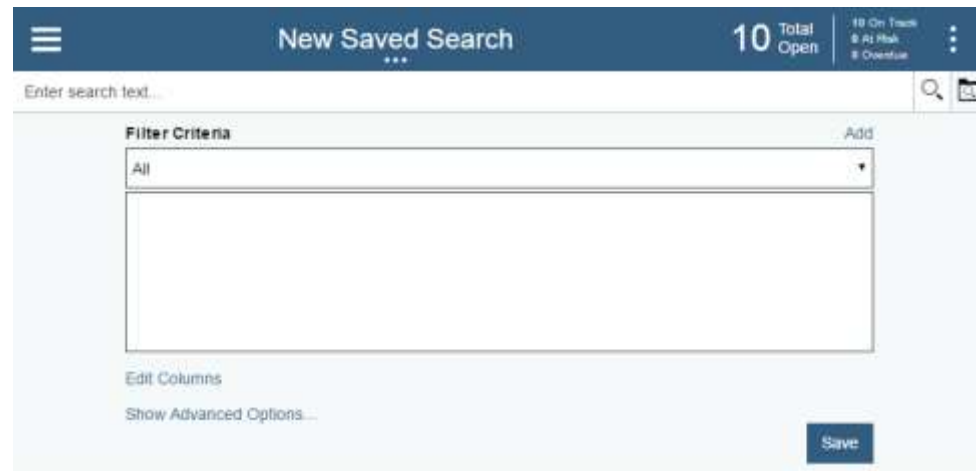 New Saved Search
•••
10 Total Open
10 On Track
0 At Risk
0 Overdue
Enter search text...
Filter Criteria
Add
All
Edit Columns
Show Advanced Options...
Save